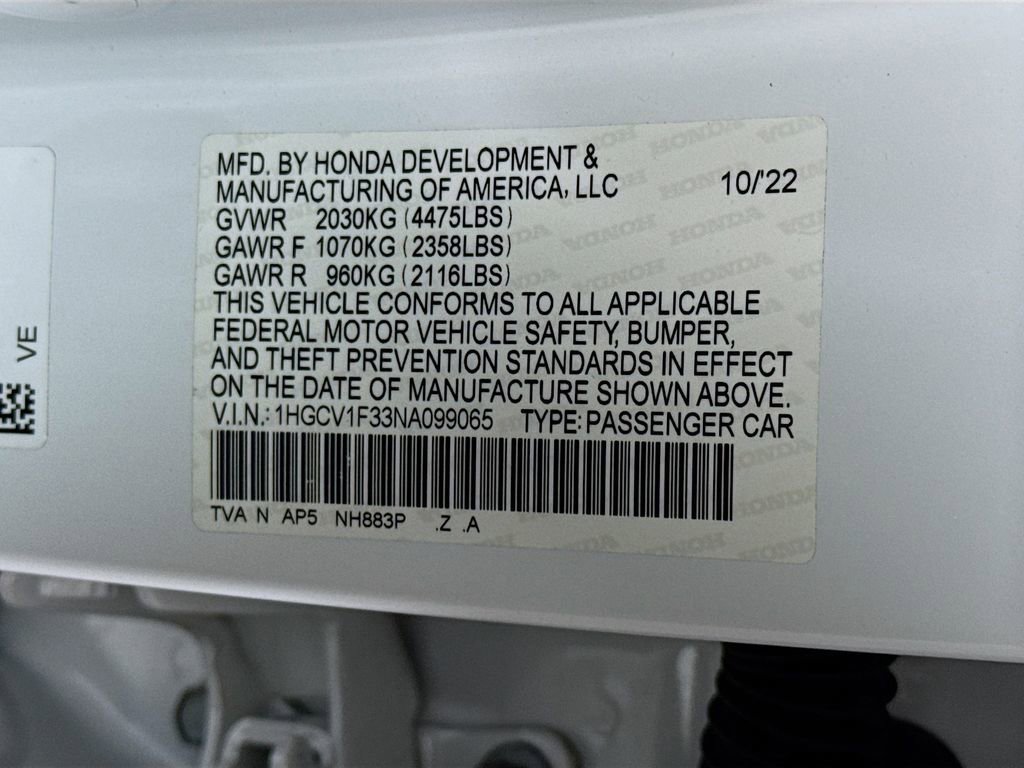 MFD. BY HONDA DEVELOPMENT &
MANUFACTURING OF AMERICA, LLC 10/'22
GVWR 2030KG (4475LBS)
GAWR F 1070KG (2358LBS)
GAWR R 960KG (2116LBS)
THIS VEHICLE CONFORMS TO ALL APPLICABLE
FEDERAL MOTOR VEHICLE SAFETY, BUMPER,
AND THEFT PREVENTION STANDARDS IN EFFECT
ON THE DATE OF MANUFACTURE SHOWN ABOVE.
V.I.N.: 1HGCV1F33NA099065 TYPE: PASSENGER CAR
TVA N AP5 NH883P .Z .A
VE